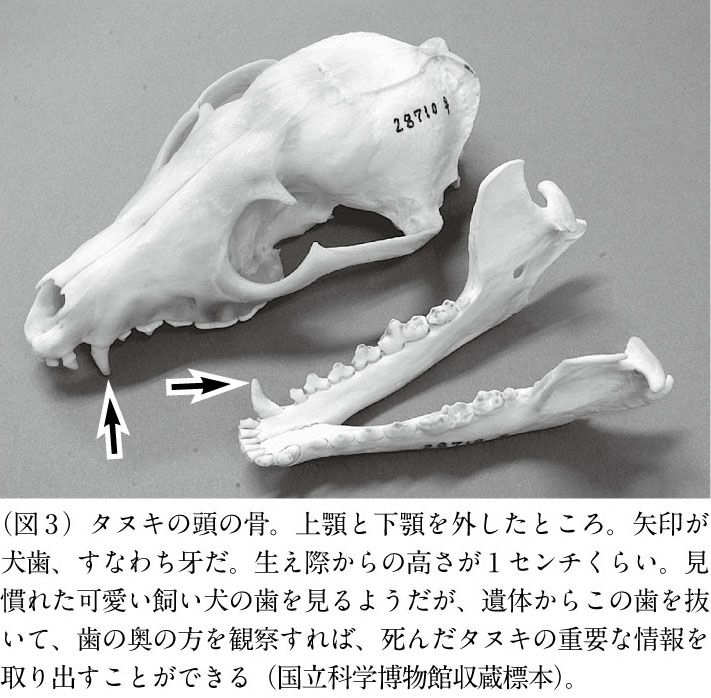 28710 ♀
(図3)タヌキの頭の骨。上顎と下顎を外したところ。矢印が
犬歯、すなわち牙だ。生え際からの高さが1センチくらい。見
慣れた可愛い飼い犬の歯を見るようだが、遺体からこの歯を抜
いて、歯の奥の方を観察すれば、死んだタヌキの重要な情報を
取り出すことができる(国立科学博物館収蔵標本)。